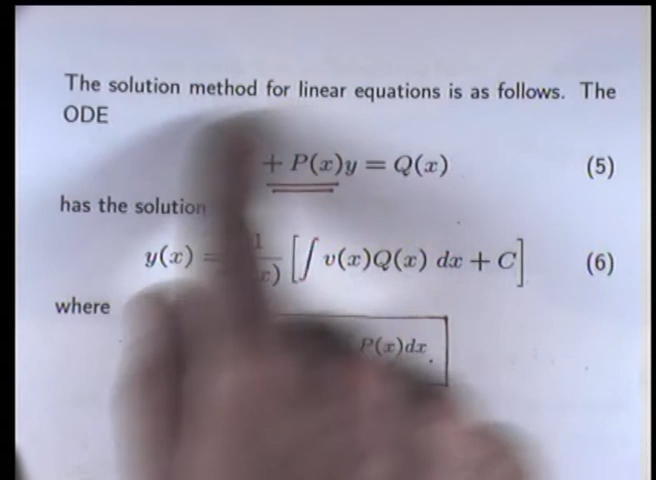 The solution method for linear equations is as follows. The
ODE
+ P(x)y = Q(x) (5)
has the solution
y(x) = 1 x) [∫ v(x)Q(x) dx + C] (6)
where
P(x)dx.